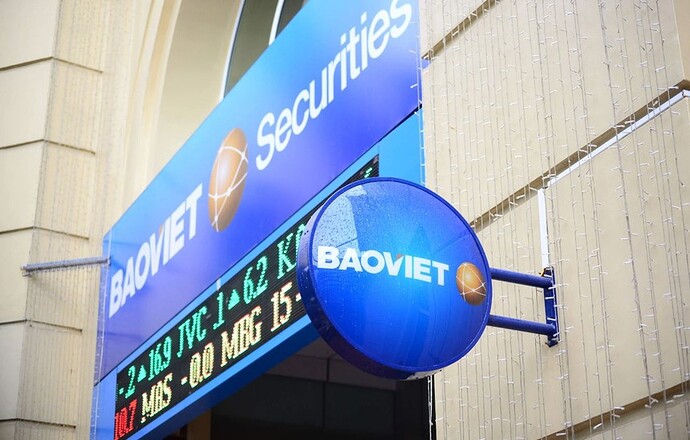 BAOVIET Securities
-2 ▲ 16.9 JVC .1 ▲ 6.2
10.7 MBS -0.0 MBG 15
BAOVIET